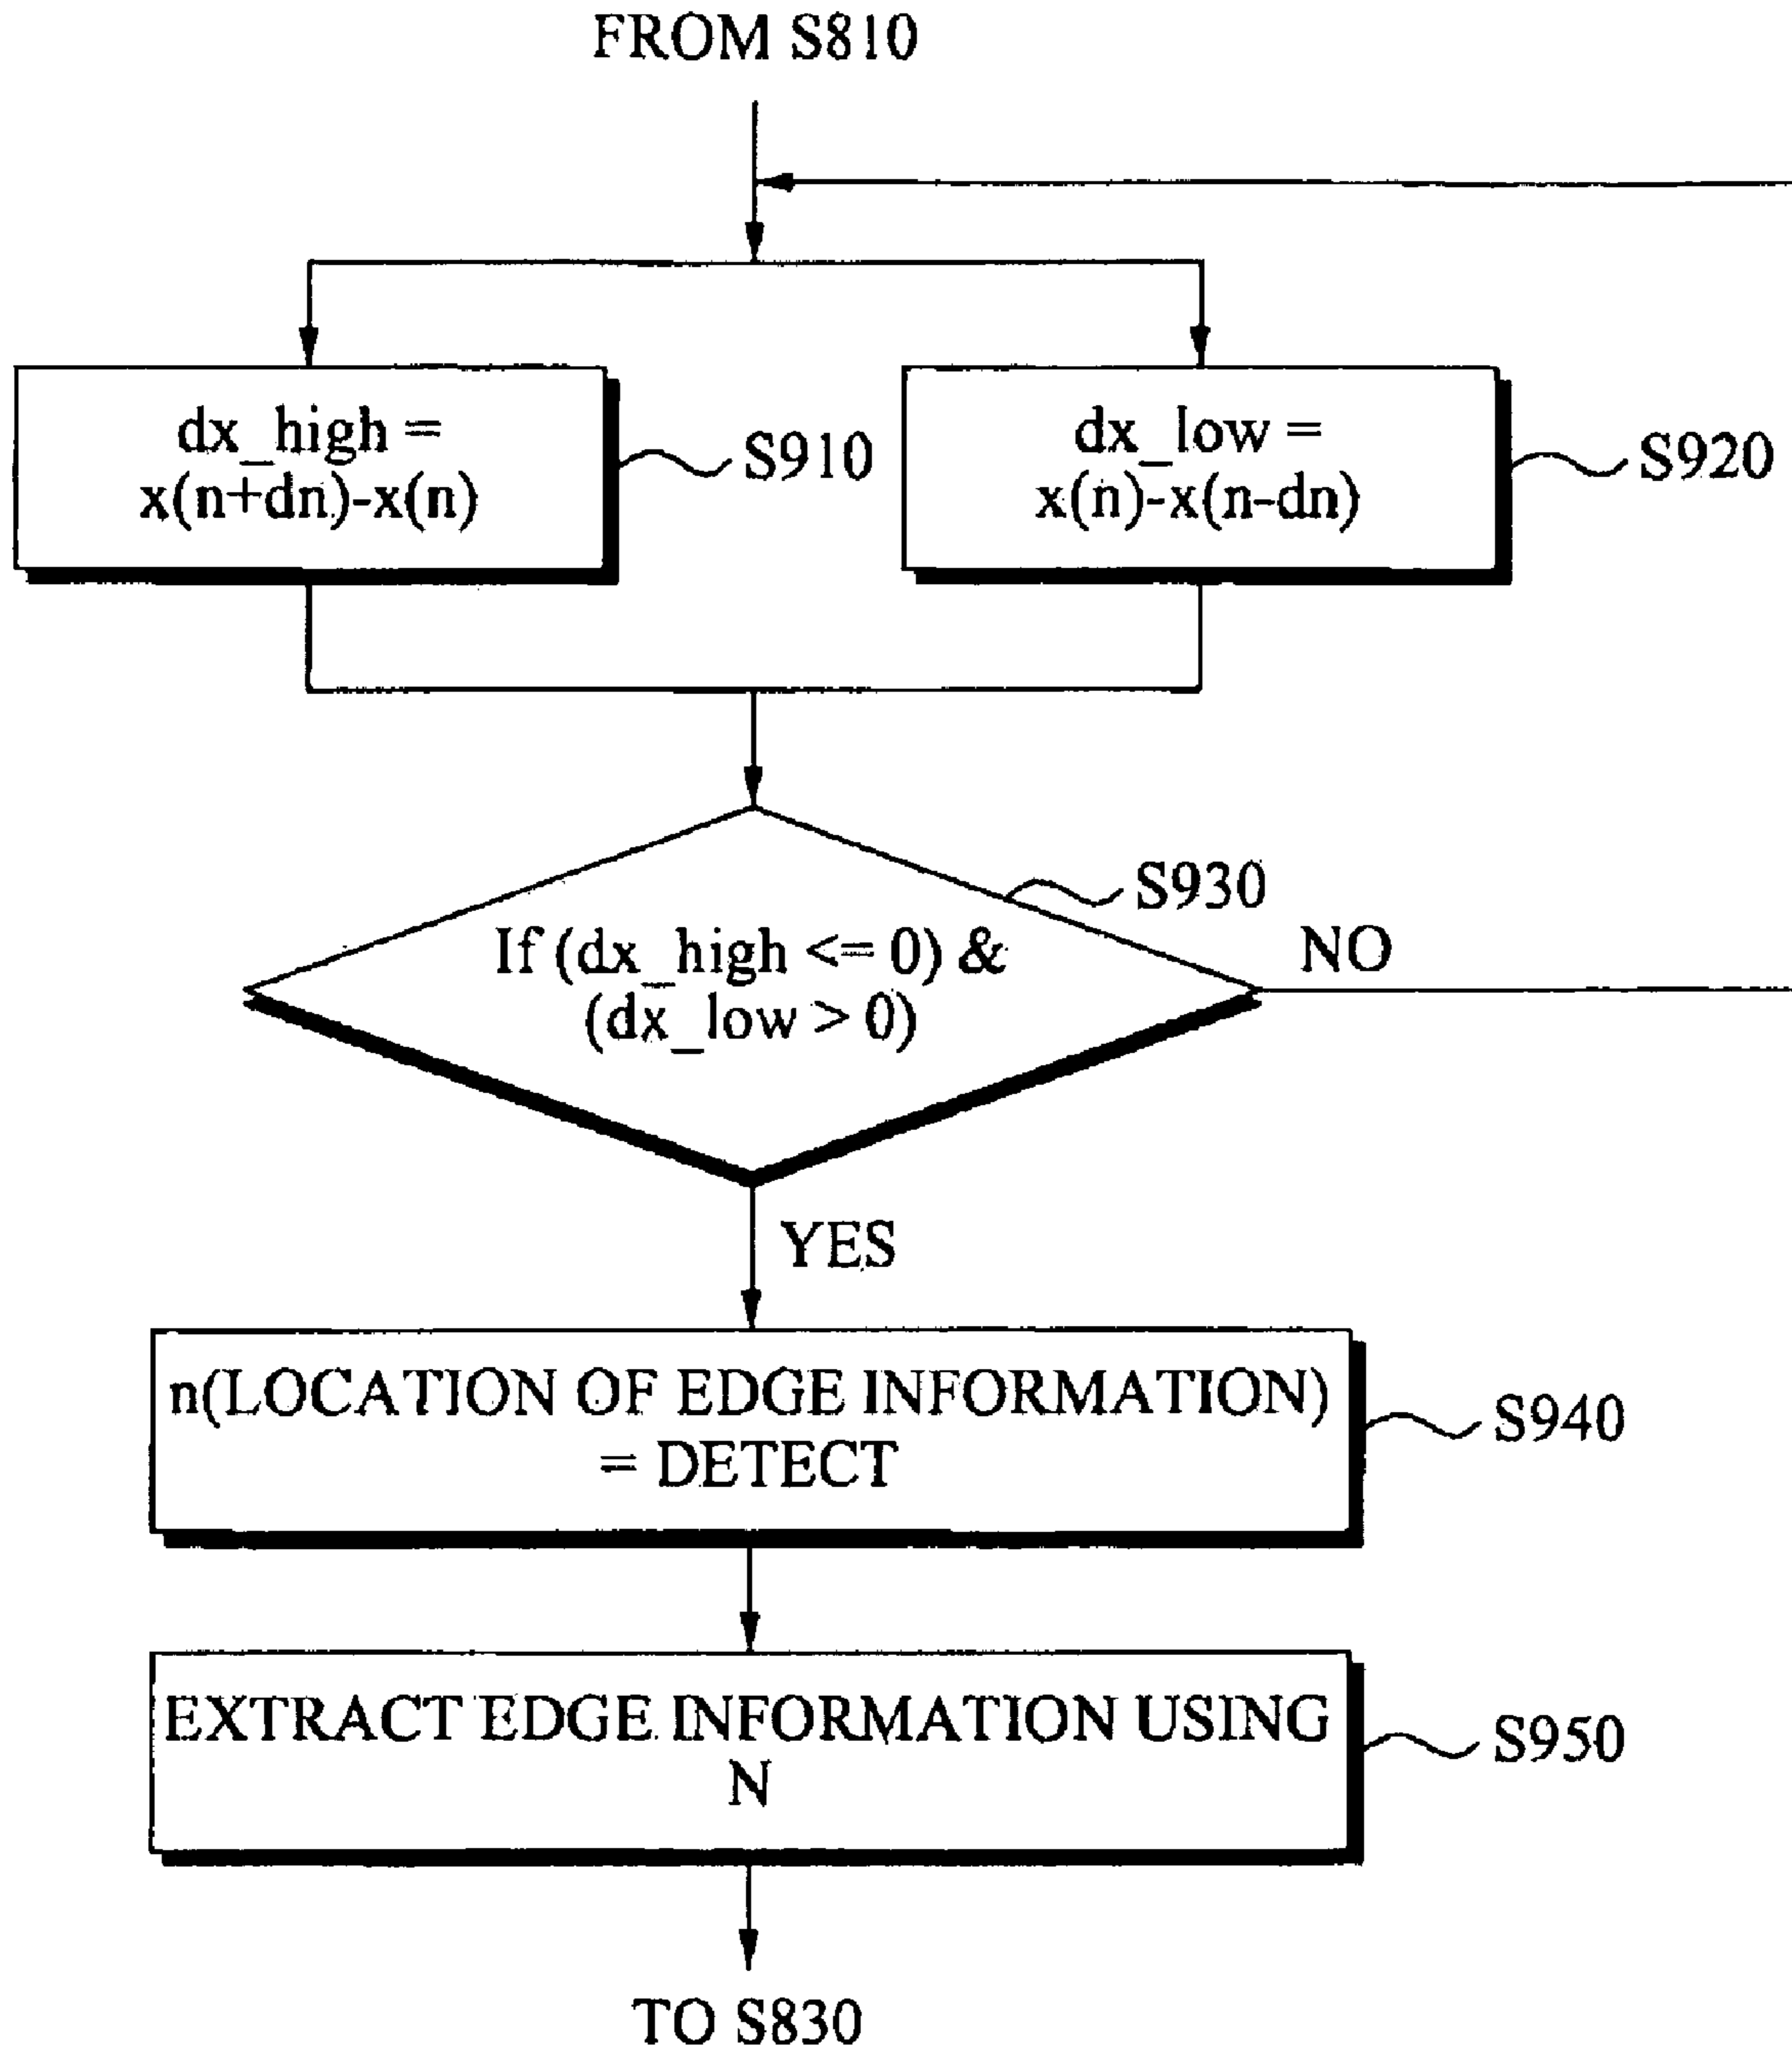 FROM S810
dx_high =
x(n+dn)-x(n)
S910
dx_low =
x(n)-x(n-dn)
S920
S930
If (dx_high <= 0) &
(dx_low > 0)
NO
YES
n(LOCATION OF EDGE INFORMATION)
= DETECT
S940
EXTRACT EDGE INFORMATION USING
N
S950
TO S830